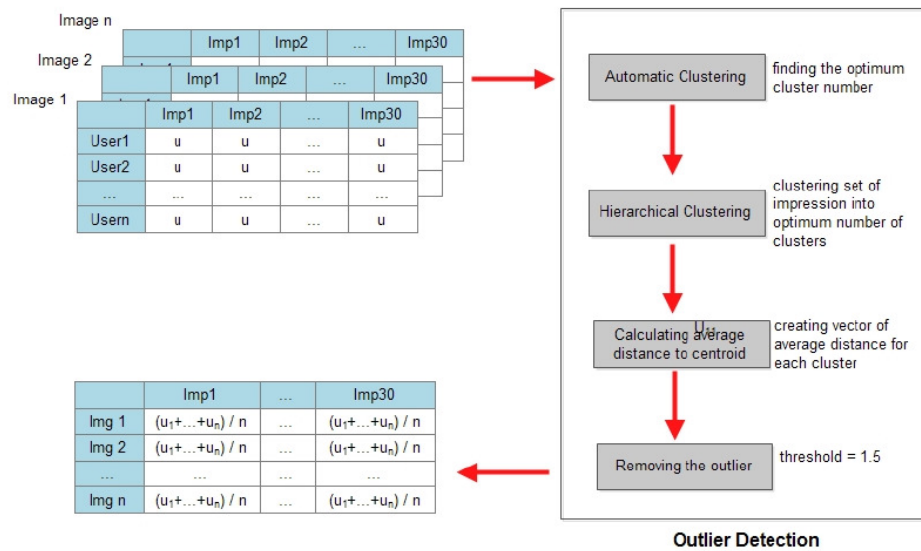 Image n
Imp1 Imp2 ... Imp30
Image 2
Imp1 Imp2 ... Imp30
Image 1
Imp1 Imp2 ... Imp30
User1 u u ... u
User2 u u ... u
... ... ... ... ...
Usern u u ... u
Automatic Clustering
finding the optimum
cluster number
Hierarchical Clustering
clustering set of
impression into
optimum number of
clusters
Calculating average
distance to centroid
creating vector of
average distance for
each cluster
Removing the outlier
threshold = 1.5
Outlier Detection
Imp1 ... Imp30
Img 1 (u₁+...+uₙ) / n ... (u₁+...+uₙ) / n
Img 2 (u₁+...+uₙ) / n ... (u₁+...+uₙ) / n
... ... ... ...
Img n (u₁+...+uₙ) / n ... (u₁+...+uₙ) / n